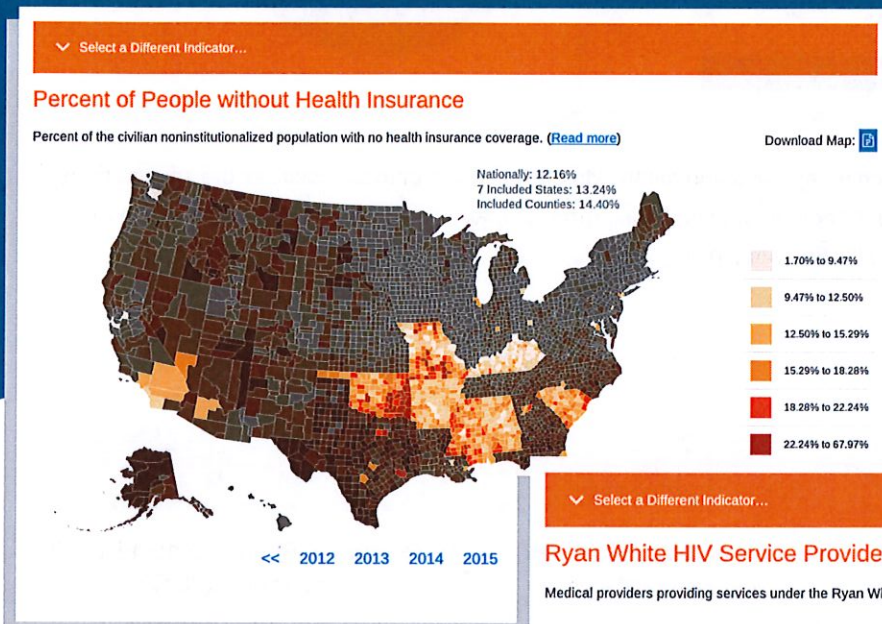 Select a Different Indicator...
Percent of People without Health Insurance
Percent of the civilian noninstitutionalized population with no health insurance coverage. (Read more)
Download Map:
Nationally: 12.16%
7 Included States: 13.24%
Included Counties: 14.40%
1.70% to 9.47%
9.47% to 12.50%
12.50% to 15.29%
15.29% to 18.28%
18.28% to 22.24%
22.24% to 67.97%
<< 2012 2013 2014 2015
Select a Different Indicator...
Ryan White HIV Service Provide
Medical providers providing services under the Ryan Wi